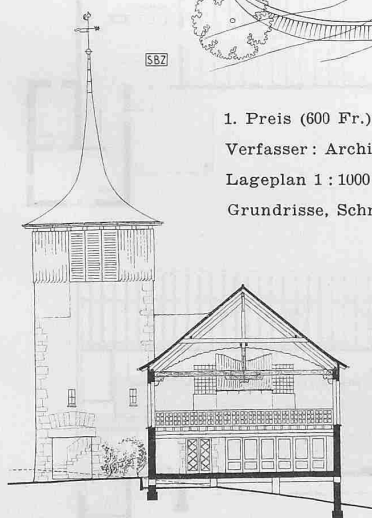 SBZ
1. Preis (600 Fr.)
Verfasser: Archi
Lageplan 1 : 1000
Grundrisse, Schn